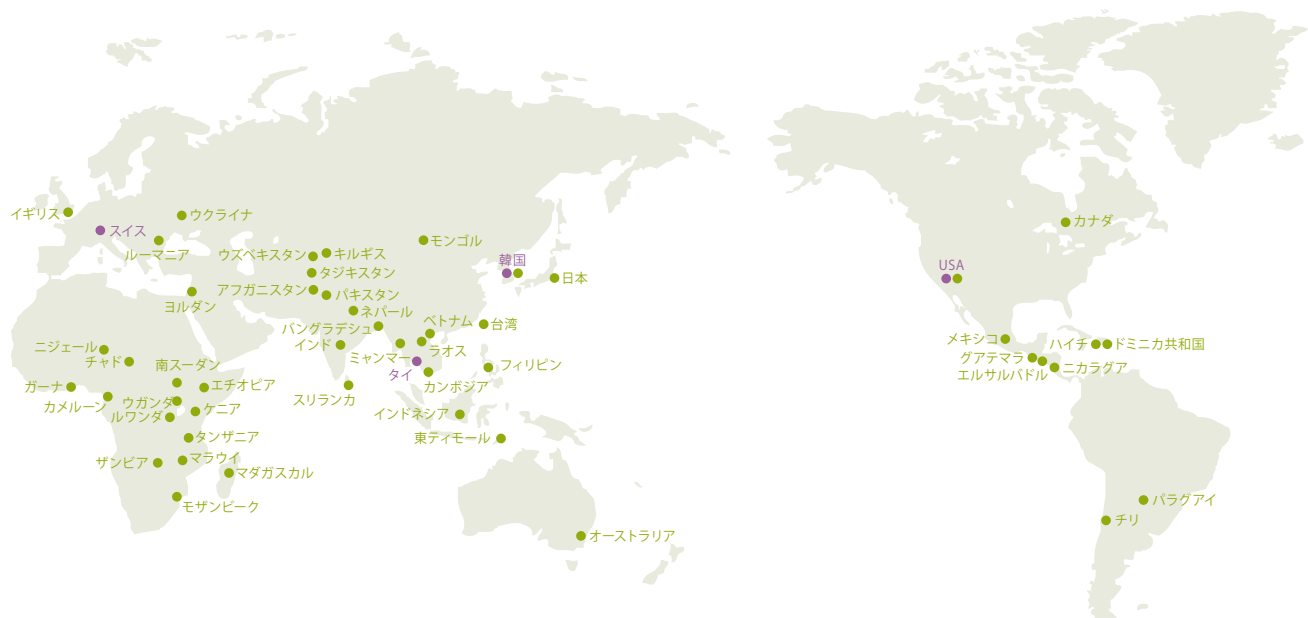 イギリス
スイス
ウクライナ
ルーマニア
ヨルダン
ウズベキスタン
キルギス
タジキスタン
アフガニスタン
パキスタン
ネパール
バングラデシュ
インド
スリランカ
モンゴル
韓国
日本
台湾
ベトナム
ラオス
ミャンマー
タイ
カンボジア
フィリピン
インドネシア
東ティモール
オーストラリア
ニジェール
チャド
南スーダン
エチオピア
ガーナ
カメルーン
ウガンダ
ケニア
ルワンダ
タンザニア
ザンビア
マラウイ
マダガスカル
モザンビーク
カナダ
USA
メキシコ
ハイチ
ドミニカ共和国
グアテマラ
エルサルバドル
ニカラグア
パラグアイ
チリ